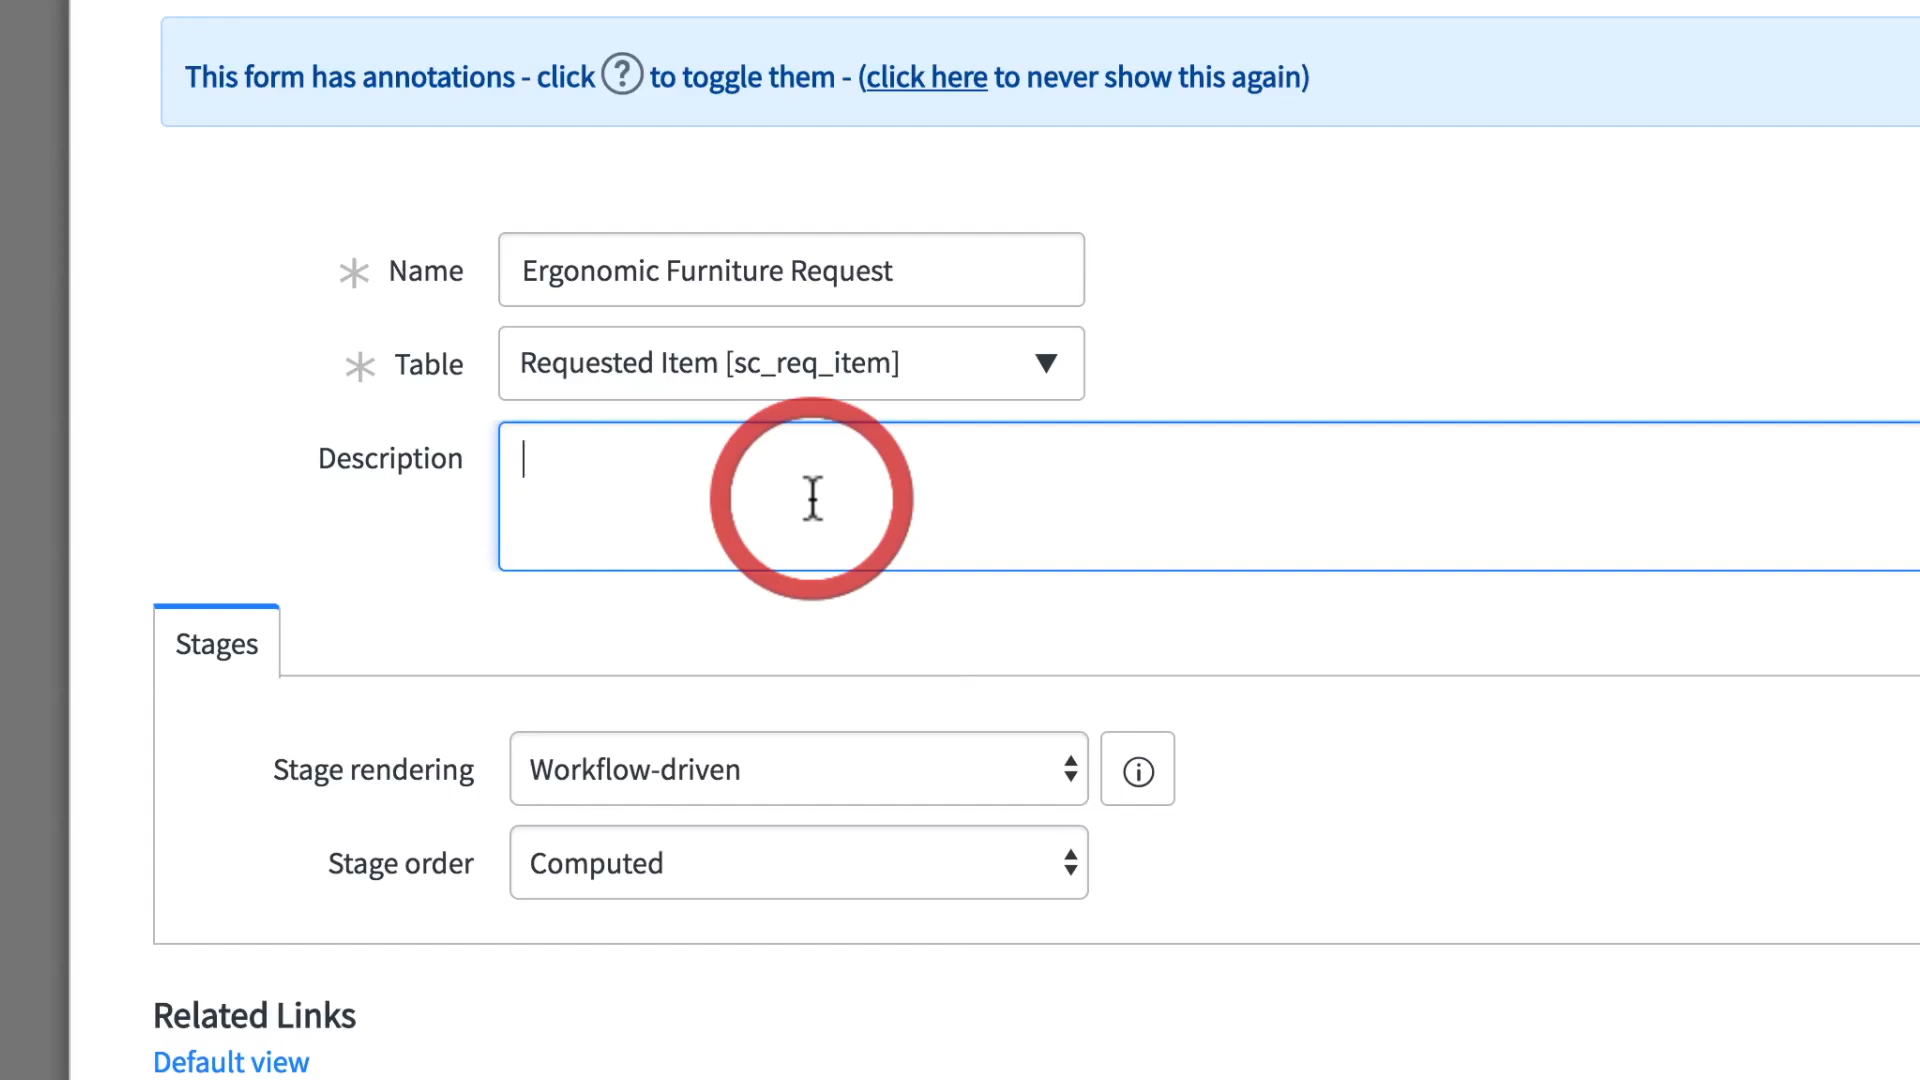 This form has annotations - click ? to toggle them - (click here to never show this again)
Name Ergonomic Furniture Request
Table Requested Item [sc_req_item]
Description
Stages
Stage rendering Workflow-driven
Stage order Computed
Related Links
Default view